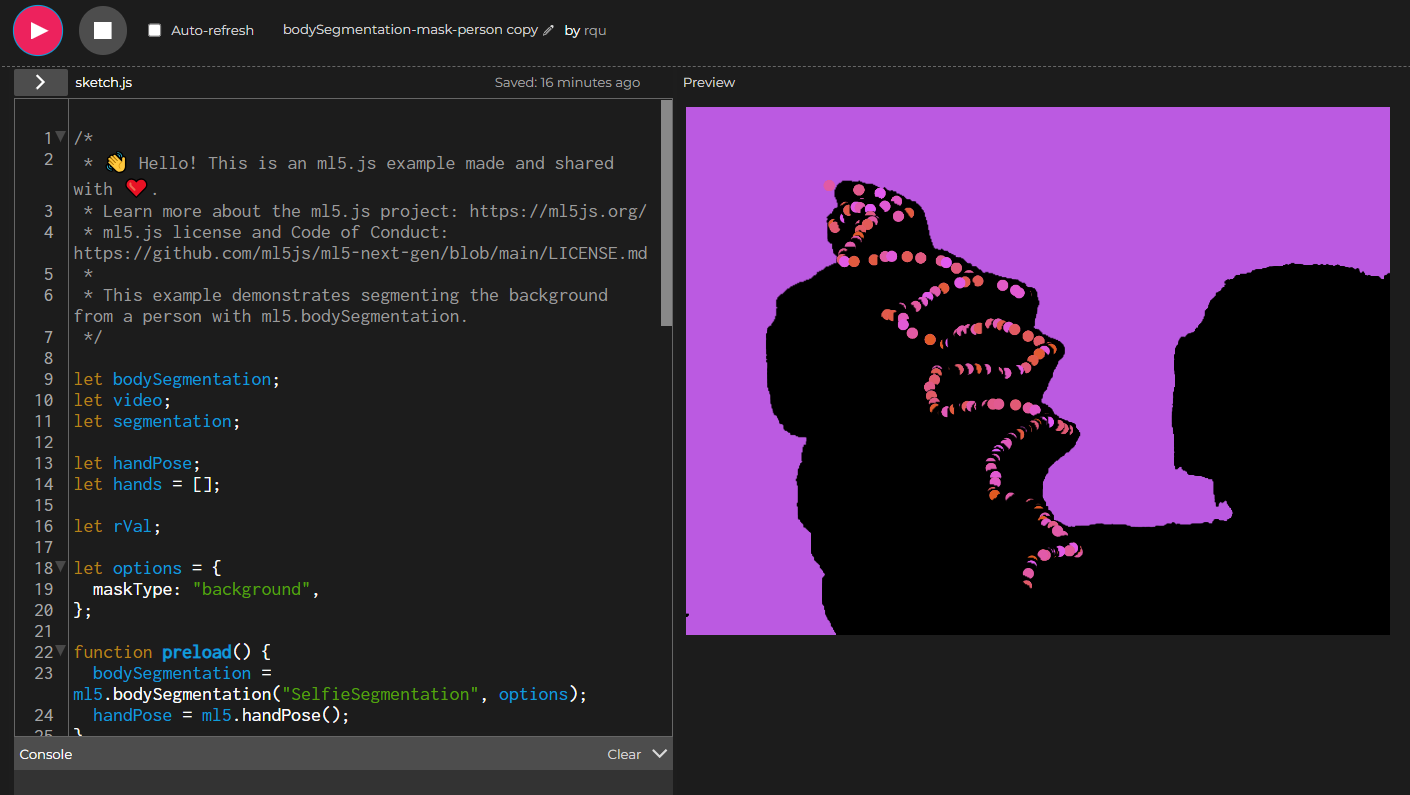 Auto-refresh
bodySegmentation-mask-person copy
by rqu
sketch.js
Saved: 16 minutes ago
Preview
1 /*
2  * 👋 Hello! This is an ml5.js example made and shared
with ❤️.
3  * Learn more about the ml5.js project: https://ml5js.org/
4  * ml5.js license and Code of Conduct:
https://github.com/ml5js/ml5-next-gen/blob/main/LICENSE.md
5  *
6  * This example demonstrates segmenting the background
from a person with ml5.bodySegmentation.
7  */
8
9 let bodySegmentation;
10 let video;
11 let segmentation;
12
13 let handPose;
14 let hands = [];
15
16 let rVal;
17
18 let options = {
19   maskType: "background",
20 };
21
22 function preload() {
23   bodySegmentation =
ml5.bodySegmentation("SelfieSegmentation", options);
24   handPose = ml5.handPose();
25 }
Console
Clear